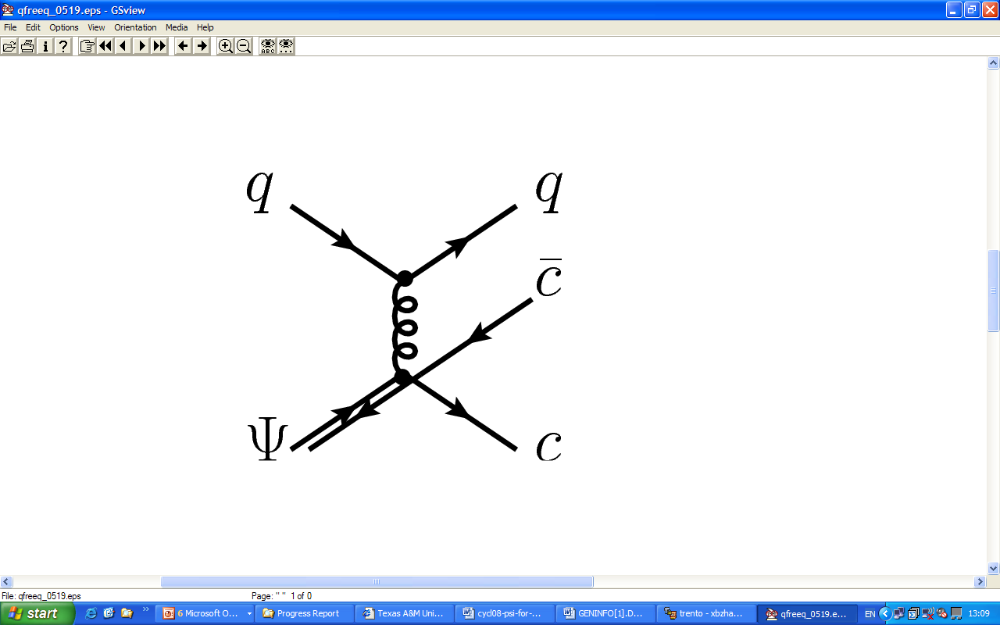 qfreeq_0519.eps - GSview
File Edit Options View Orientation Media Help
ABC
q q
c̅
Ψ c
File: qfreeq_0519.eps Page: " " 1 of 0
start 6 Microsoft O... Progress Report Texas A&M Uni... cycl08-psi-for-... GENINFO[1].D... trento - xbzha... qfreeq_0519.e... EN 13:09